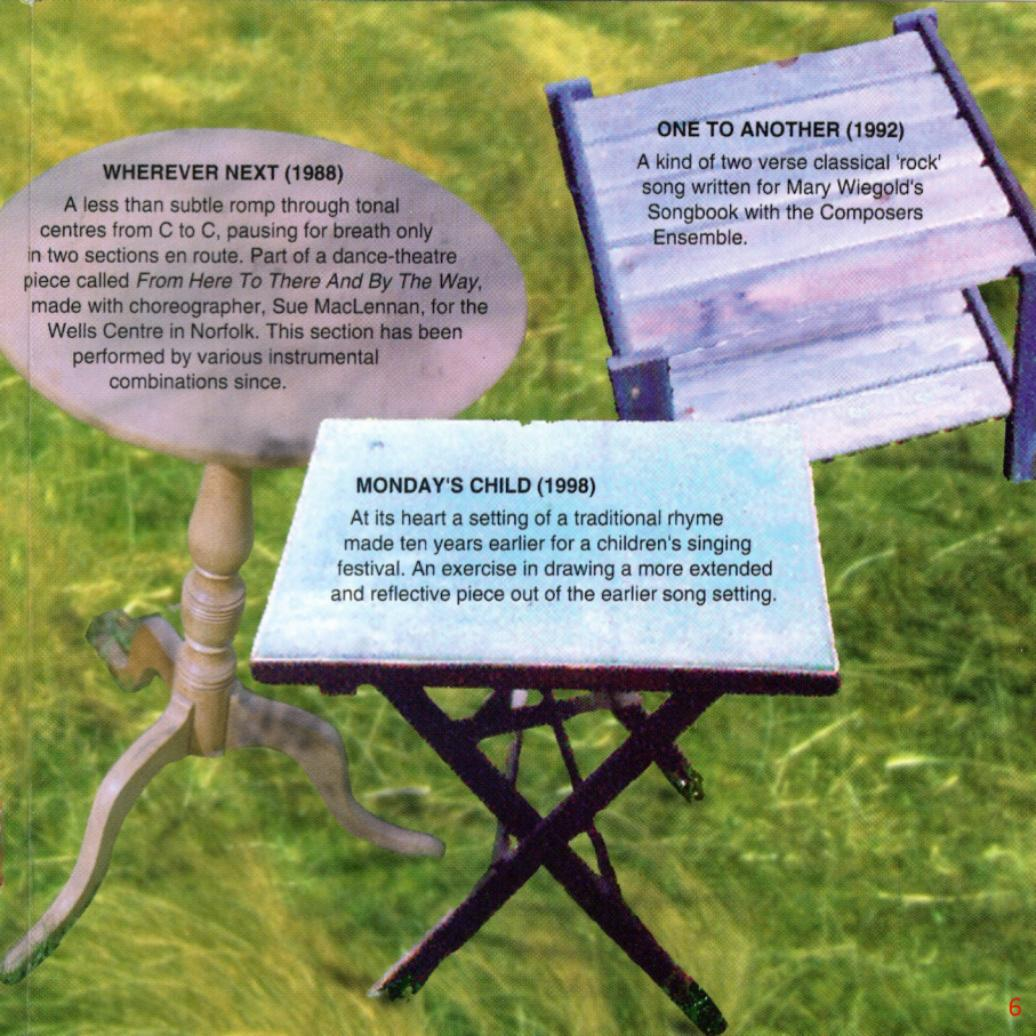 WHEREVER NEXT (1988)
A less than subtle romp through tonal
centres from C to C, pausing for breath only
in two sections en route. Part of a dance-theatre
piece called From Here To There And By The Way,
made with choreographer, Sue MacLennan, for the
Wells Centre in Norfolk. This section has been
performed by various instrumental
combinations since.
ONE TO ANOTHER (1992)
A kind of two verse classical 'rock'
song written for Mary Wiegold's
Songbook with the Composers
Ensemble.
MONDAY'S CHILD (1998)
At its heart a setting of a traditional rhyme
made ten years earlier for a children's singing
festival. An exercise in drawing a more extended
and reflective piece out of the earlier song setting.
6